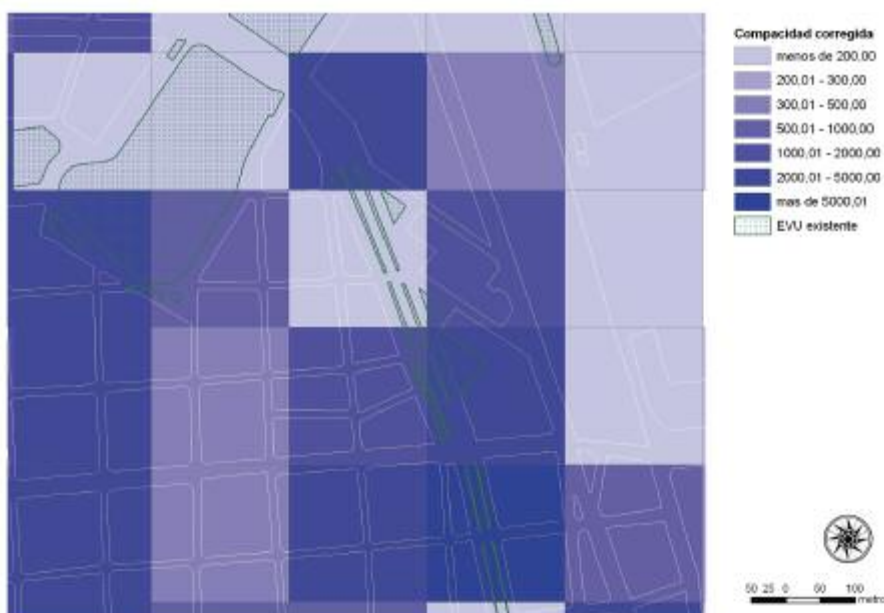 Compacidad corregida
menos de 200,00
200,01 - 300,00
300,01 - 500,00
500,01 - 1000,00
1000,01 - 2000,00
2000,01 - 5000,00
mas de 5000,01
EVU existente
50 25 0 50 100
metro